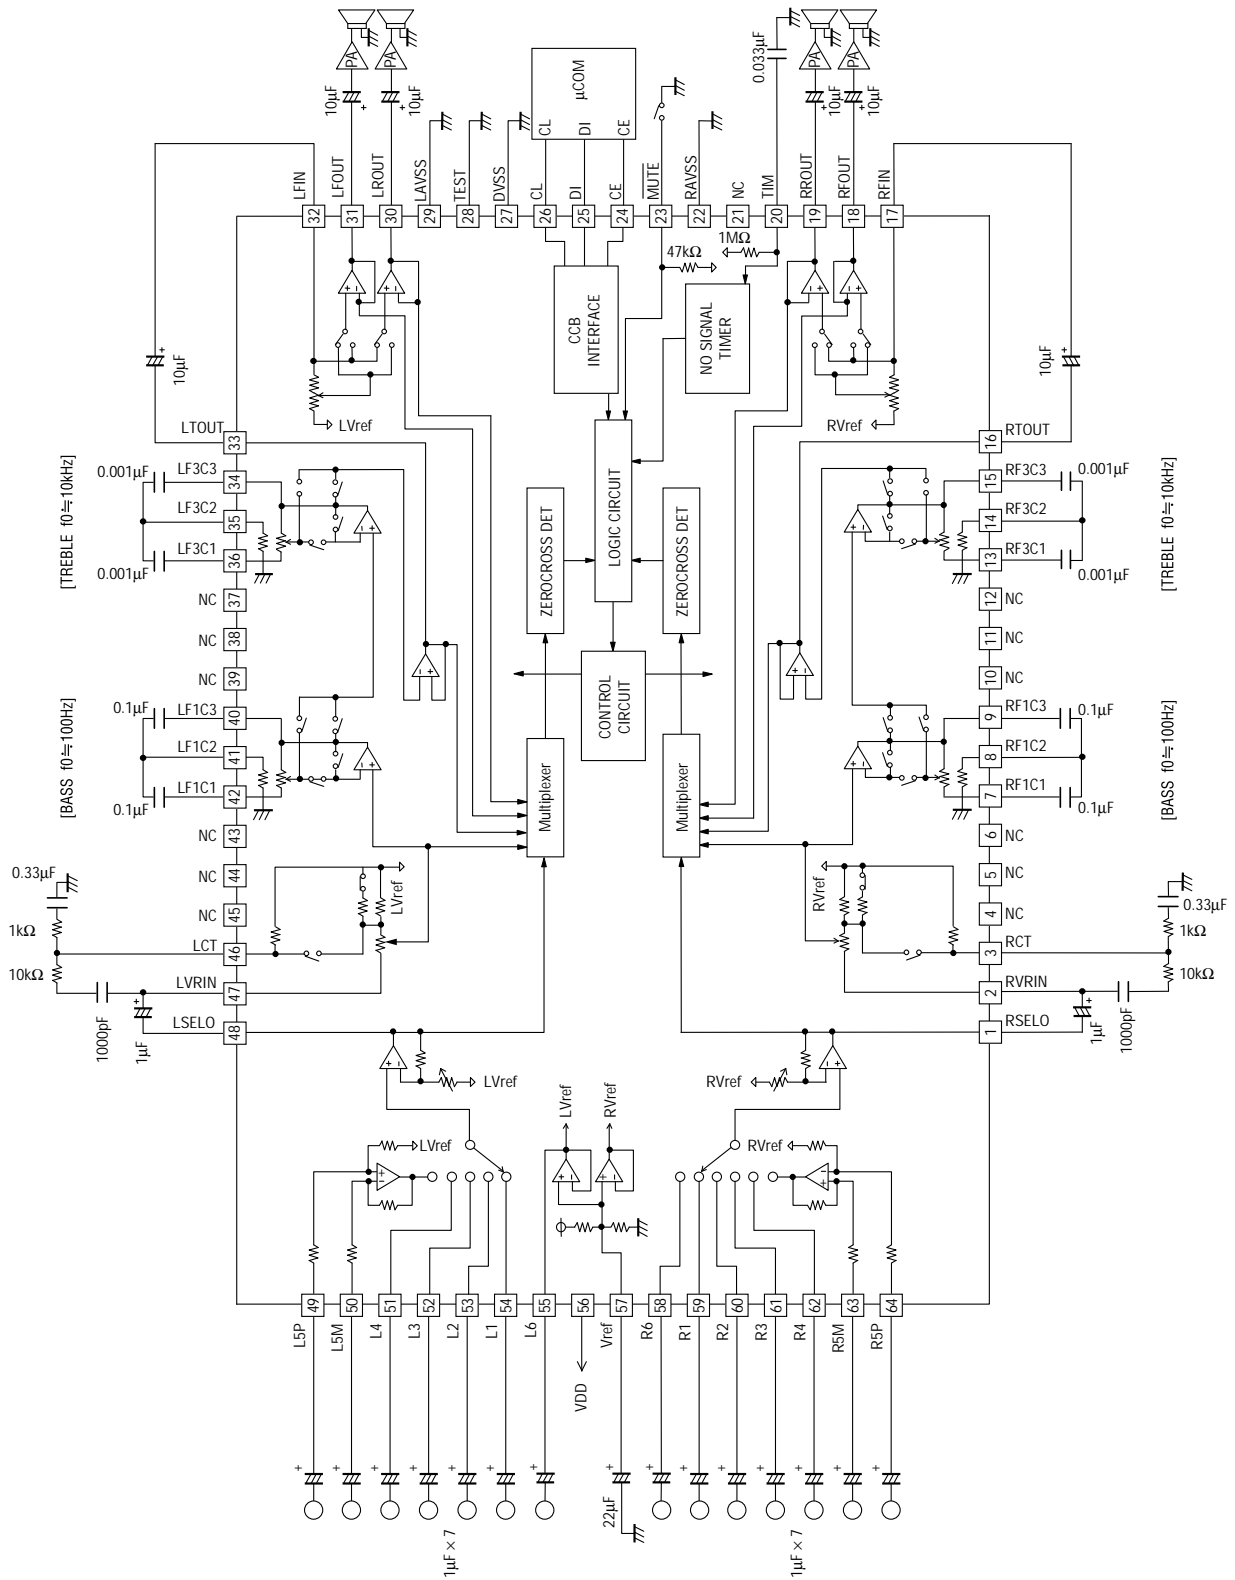 PA
PA
10μF
10μF
μCOM
CL
DI
CE
0.033μF
PA
PA
10μF
10μF
LFIN
LFOUT
LROUT
LAVSS
TEST
DVSS
CL
DI
CE
MUTE
RAVSS
NC
TIM
RROUT
RFOUT
RFIN
32
31
30
29
28
27
26
25
24
23
22
21
20
19
18
17
47kΩ
1MΩ
CCB
INTERFACE
NO SIGNAL
TIMER
10μF
10μF
LVref
RVref
LTOUT
33
16
RTOUT
[TREBLE f0≒10kHz]
0.001μF
LF3C3
34
LF3C2
35
0.001μF
LF3C1
36
NC
37
NC
38
NC
39
ZEROCROSS DET
LOGIC CIRCUIT
ZEROCROSS DET
15
RF3C3
0.001μF
14
RF3C2
13
RF3C1
0.001μF
[TREBLE f0≒10kHz]
12
NC
11
NC
10
NC
CONTROL
CIRCUIT
[BASS f0≒100Hz]
0.1μF
LF1C3
40
LF1C2
41
0.1μF
LF1C1
42
NC
43
NC
44
NC
45
Multiplexer
Multiplexer
9
RF1C3
0.1μF
8
RF1C2
7
RF1C1
0.1μF
[BASS f0≒100Hz]
6
NC
5
NC
4
NC
0.33μF
1kΩ
10kΩ
1000pF
1μF
LCT
46
LVRIN
47
LSELO
48
LVref
RVref
3
RCT
2
RVRIN
1
RSELO
0.33μF
1kΩ
10kΩ
1μF
1000pF
LVref
RVref
LVref
LVref
RVref
RVref
49
50
51
52
53
54
55
56
57
58
59
60
61
62
63
64
L5P
L5M
L4
L3
L2
L1
L6
VDD
Vref
R6
R1
R2
R3
R4
R5M
R5P
22μF
1μF × 7
1μF × 7